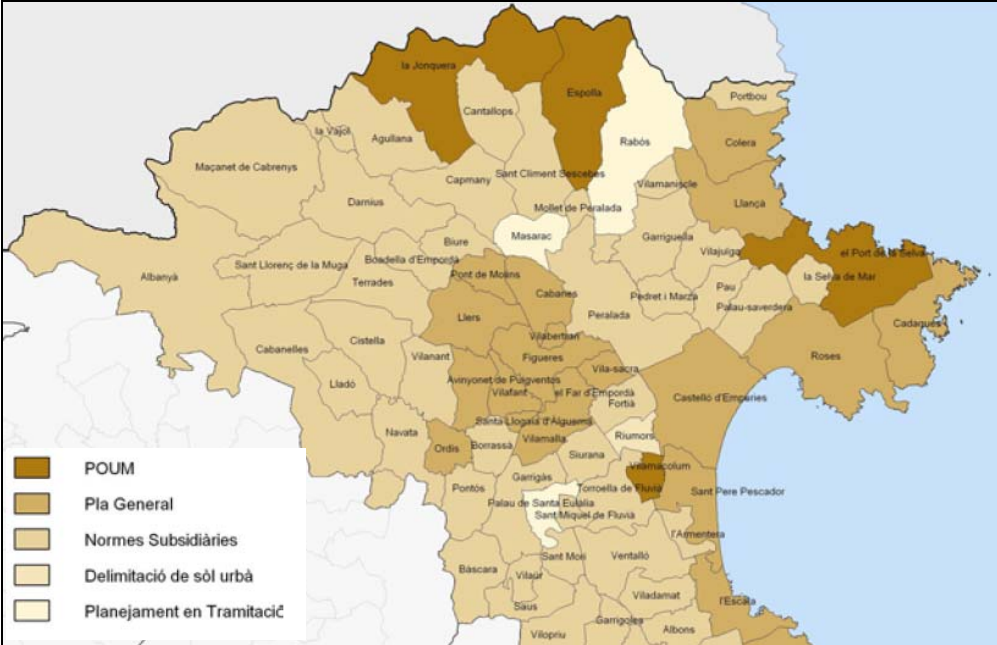 la Jonquera
Espolla
Portbou
Cantallops
la Vajol
Agullana
Rabós
Colera
Maçanet de Cabrenys
Capmany
Sant Climent Sescebes
Vilamaniscle
Darnius
Mollet de Peralada
Llançà
Masarac
Garriguella
Biure
Vilajuïga
el Port de la Selva
Sant Llorenç de la Muga
Boadella d'Empordà
Albanyà
Pont de Molins
la Selva de Mar
Terrades
Cabanes
Pedret i Marzà
Pau
Palau-saverdera
Llers
Peralada
Cadaqués
Vilabertran
Cistella
Cabanelles
Vilanant
Figueres
Roses
Vila-sacra
Lladó
Avinyonet de Puigventós
Vilafant
el Far d'Empordà
Castelló d'Empúries
Fortià
Santa Llogaia d'Àlguema
Navata
Ordis
Borrassà
Vilamalla
Riumors
Siurana
Vilamacolum
Garrigàs
Pontós
Torroella de Fluvià
Sant Pere Pescador
Palau de Santa Eulàlia
Sant Miquel de Fluvià
l'Armentera
Sant Mori
Ventalló
Bàscara
Vilaür
Viladamat
l'Escala
Saus
Garrigoles
Albons
Vilopriu
POUM
Pla General
Normes Subsidiàries
Delimitació de sòl urbà
Planejament en Tramitació